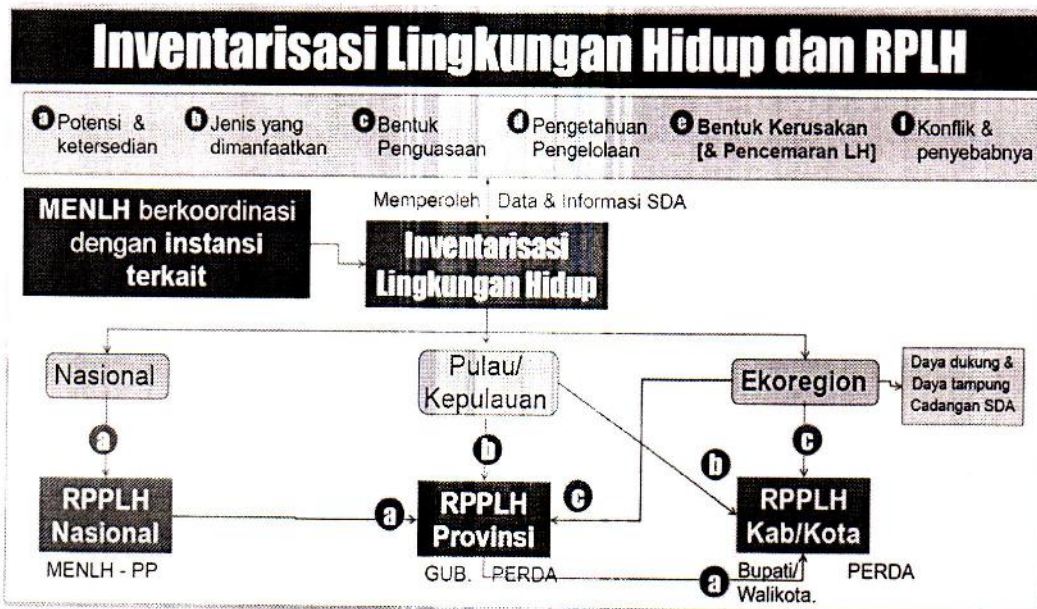 Inventarisasi Lingkungan Hidup dan RPLH
a Potensi &
ketersedian
b Jenis yang
dimanfaatkan
c Bentuk
Penguasaan
d Pengetahuan
Pengelolaan
e Bentuk Kerusakan
[& Pencemaran LH]
f Konflik &
penyebabnya
Memperoleh Data & Informasi SDA
MENLH berkoordinasi
dengan instansi
terkait
Inventarisasi
Lingkungan Hidup
Nasional
Pulau/
Kepulauan
Ekoregion
Daya dukung &
Daya tampung
Cadangan SDA
a
b
c
b
RPPLH
Nasional
a
RPPLH
Provinsi
c
RPPLH
Kab/Kota
MENLH - PP
GUB. PERDA
a
Bupati/
Walikota.
PERDA